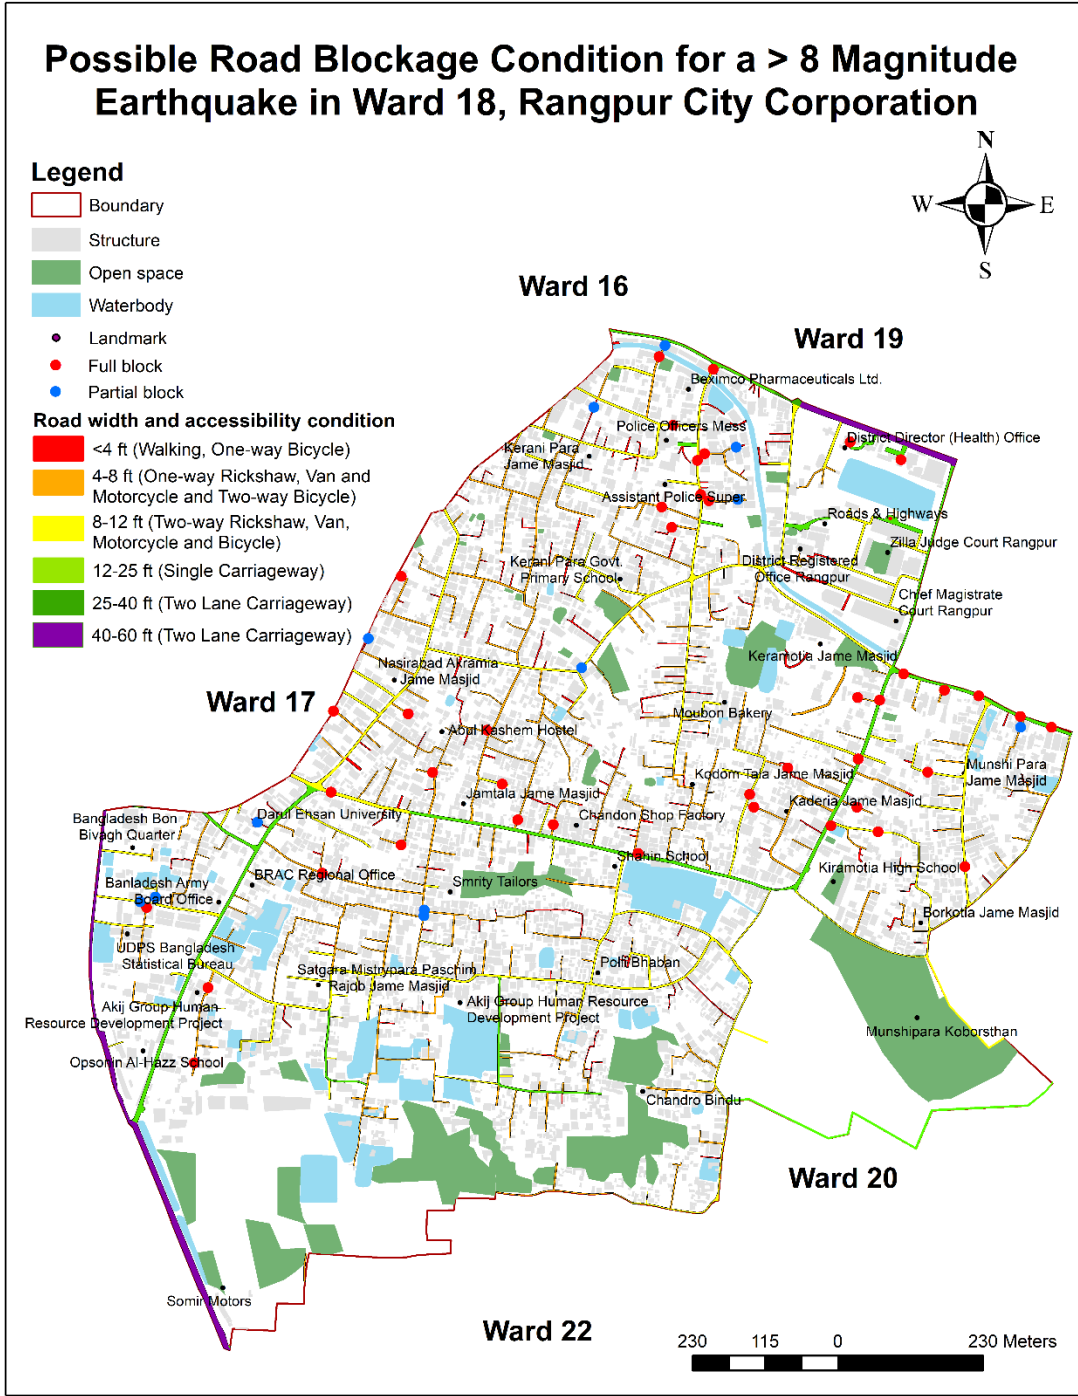 Possible Road Blockage Condition for a > 8 Magnitude
Earthquake in Ward 18, Rangpur City Corporation
N
W
E
S
Legend
Boundary
Structure
Open space
Waterbody
Landmark
Full block
Partial block
Road width and accessibility condition
<4 ft (Walking, One-way Bicycle)
4-8 ft (One-way Rickshaw, Van and
Motorcycle and Two-way Bicycle)
8-12 ft (Two-way Rickshaw, Van,
Motorcycle and Bicycle)
12-25 ft (Single Carriageway)
25-40 ft (Two Lane Carriageway)
40-60 ft (Two Lane Carriageway)
Ward 16
Ward 19
Beximco Pharmaceuticals Ltd.
Police Officers Mess
District Director (Health) Office
Kerani Para
Jame Masjid
Assistant Police Super
Roads & Highways
Zilla Judge Court Rangpur
Kerani Para Govt.
Primary School
District Registered
Office Rangpur
Chief Magistrate
Court Rangpur
Keramotia Jame Masjid
Nasirabad Akramia
Jame Masjid
Ward 17
Moubon Bakery
Abul Kashem Hostel
Munshi Para
Jame Masjid
Kodom Tala Jame Masjid
Jamtala Jame Masjid
Kaderia Jame Masjid
Darul Ehsan University
Chandon Shop Factory
Bangladesh Bon
Bivagh Quarter
Shahin School
Kiramotia High School
BRAC Regional Office
Smrity Tailors
Banladesh Army
Board Office
Borkotia Jame Masjid
UDPS Bangladesh
Statistical Bureau
Polli Bhaban
Satgara Mistrypara Paschim
Rajob Jame Masjid
Akij Group Human
Resource Development Project
Akij Group Human Resource
Development Project
Munshipara Koborsthan
Opsonin Al-Hazz School
Chandro Bindu
Ward 20
Somir Motors
Ward 22
230 115 0 230 Meters